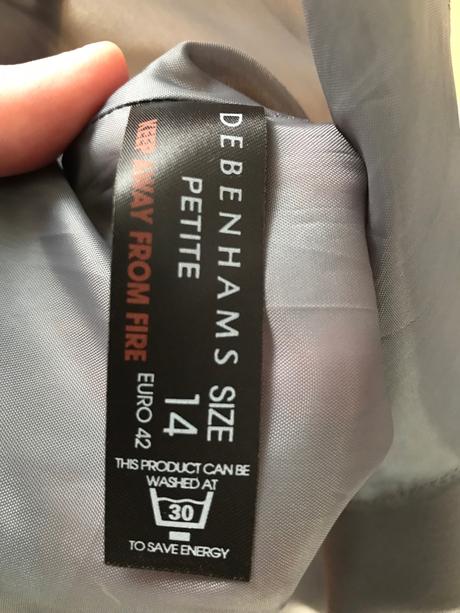 DEBENHAMS
PETITE
KEEP AWAY FROM FIRE
SIZE
14
EURO 42
THIS PRODUCT CAN BE
WASHED AT
30
TO SAVE ENERGY